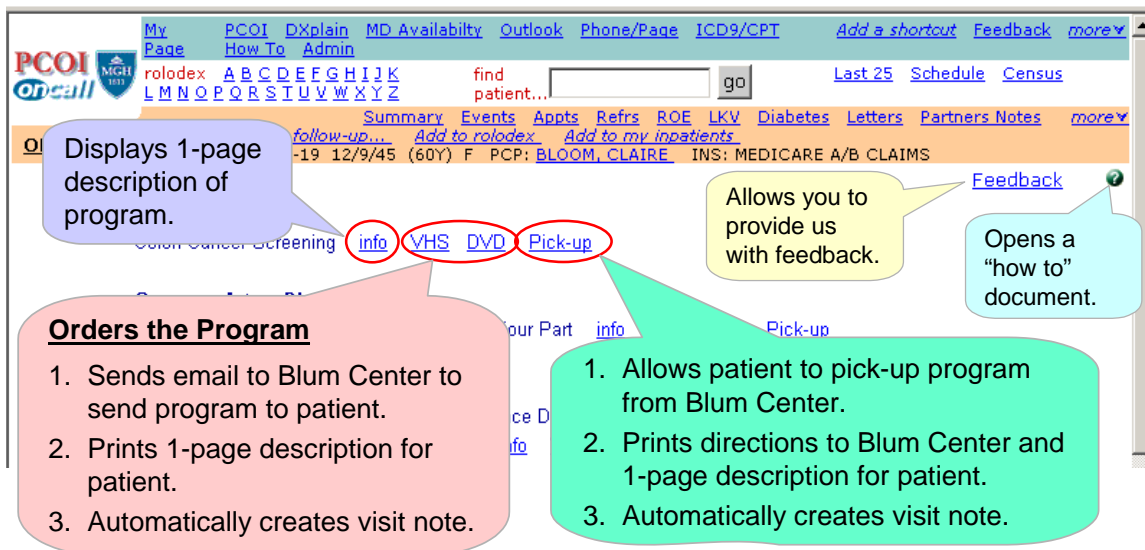 My PCOI DXplain MD Availabilty Outlook Phone/Page ICD9/CPT Add a shortcut Feedback more
Page How To Admin
PCOI MGH 1811
oncall
rolodex A B C D E F G H I J K find
L M N O P Q R S T U V W X Y Z patient... go Last 25 Schedule Census
Summary Events Appts Refrs ROE LKV Diabetes Letters Partners Notes more
follow-up... Add to rolodex Add to my inpatients
-19 12/9/45 (60Y) F PCP: BLOOM, CLAIRE INS: MEDICARE A/B CLAIMS
Displays 1-page
description of
program.
Feedback ?
Allows you to
provide us
with feedback.
Opens a
“how to”
document.
Colon Cancer Screening info VHS DVD Pick-up
our Part info Pick-up
Orders the Program
1. Sends email to Blum Center to
send program to patient.
2. Prints 1-page description for
patient.
3. Automatically creates visit note.
1. Allows patient to pick-up program
from Blum Center.
2. Prints directions to Blum Center and
1-page description for patient.
3. Automatically creates visit note.